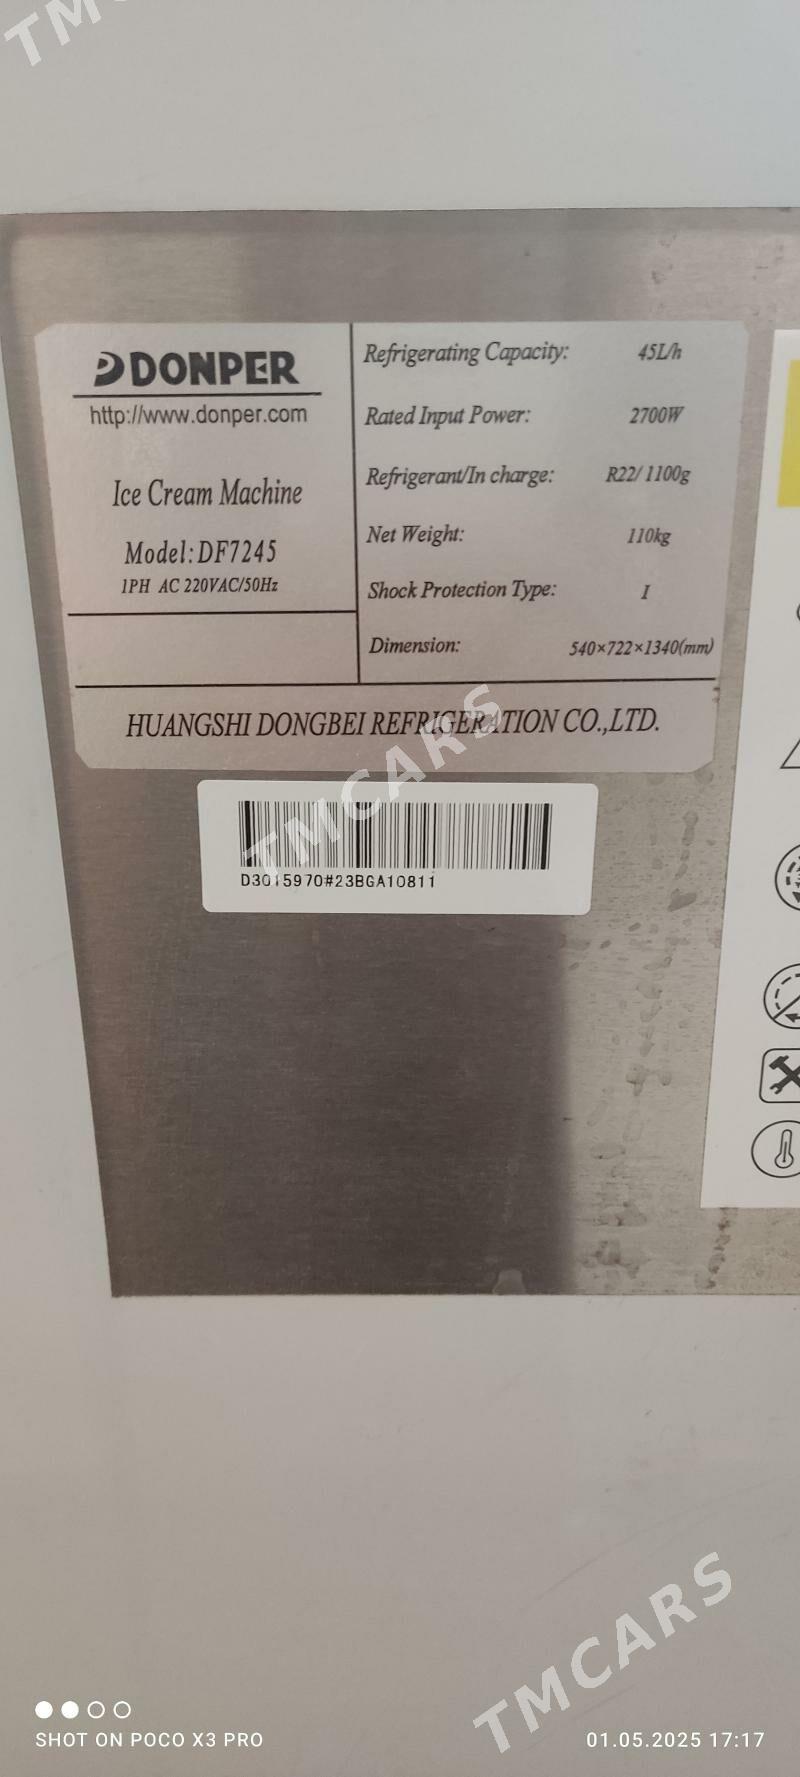 DONPER
http://www.donper.com
Ice Cream Machine
Model:DF7245
1PH AC 220VAC/50Hz
Refrigerating Capacity: 45L/h
Rated Input Power: 2700W
Refrigerant/In charge: R22/1100g
Net Weight: 110kg
Shock Protection Type: I
Dimension: 540×722×1340(mm)
HUANGSHI DONGBEI REFRIGERATION CO.,LTD.
D3015970#23BGA10811
TMCARS
TMCARS
SHOT ON POCO X3 PRO
01.05.2025 17:17